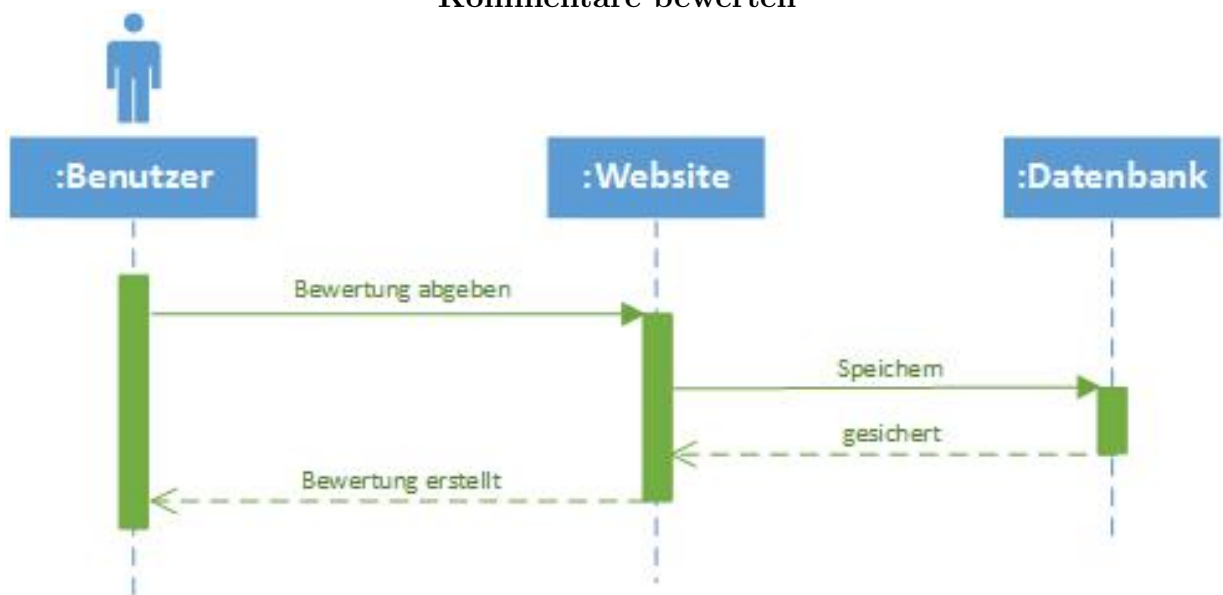 Kommentare bewerten
:Benutzer
:Website
:Datenbank
Bewertung abgeben
Speichern
gesichert
Bewertung erstellt